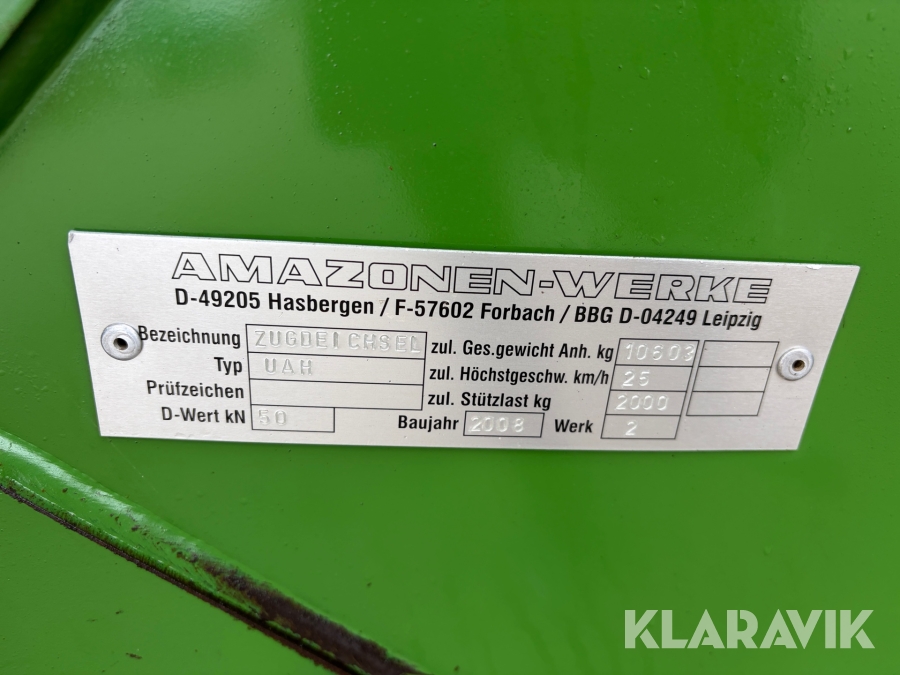 AMAZONEN-WERKE
D-49205 Hasbergen / F-57602 Forbach / BBG D-04249 Leipzig
Bezeichnung ZUGDEICHSEL zul. Ges.gewicht Anh. kg 10603
Typ UAH zul. Höchstgeschw. km/h 25
Prüfzeichen zul. Stützlast kg 2000
D-Wert kN 50 Baujahr 2008 Werk 2
KLARAVIK